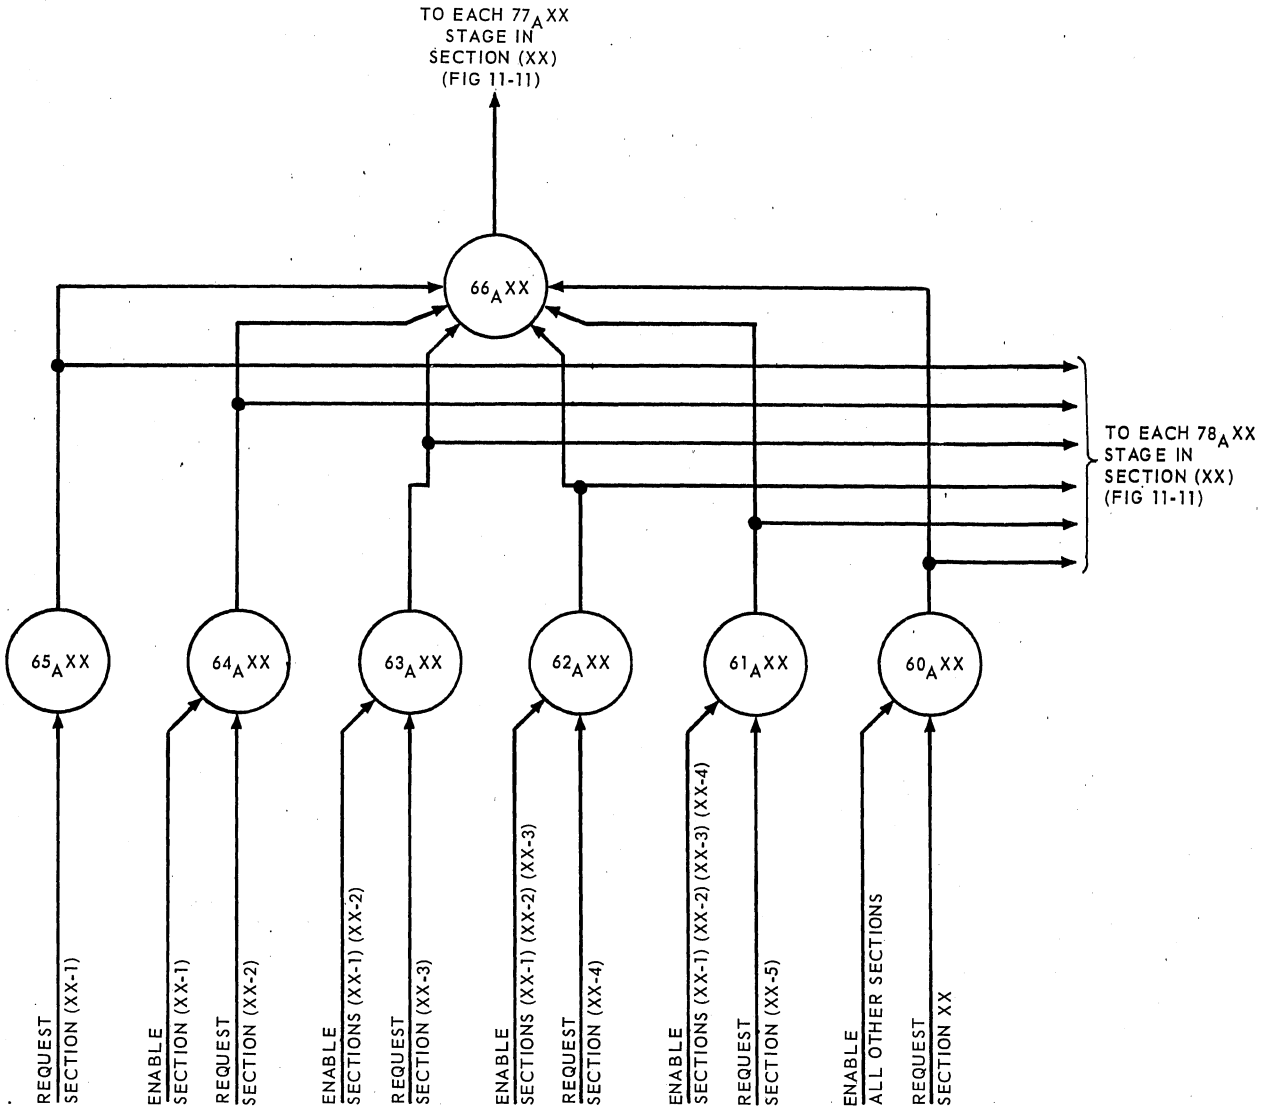 TO EACH 77AXX
STAGE IN
SECTION (XX)
(FIG 11-11)
66AXX
TO EACH 78AXX
STAGE IN
SECTION (XX)
(FIG 11-11)
65AXX
64AXX
63AXX
62AXX
61AXX
60AXX
REQUEST
SECTION (XX-1)
ENABLE
SECTION (XX-1)
REQUEST
SECTION (XX-2)
ENABLE
SECTIONS (XX-1) (XX-2)
REQUEST
SECTION (XX-3)
ENABLE
SECTIONS (XX-1) (XX-2) (XX-3)
REQUEST
SECTION (XX-4)
ENABLE
SECTIONS (XX-1) (XX-2) (XX-3) (XX-4)
REQUEST
SECTION (XX-5)
ENABLE
ALL OTHER SECTIONS
REQUEST
SECTION XX